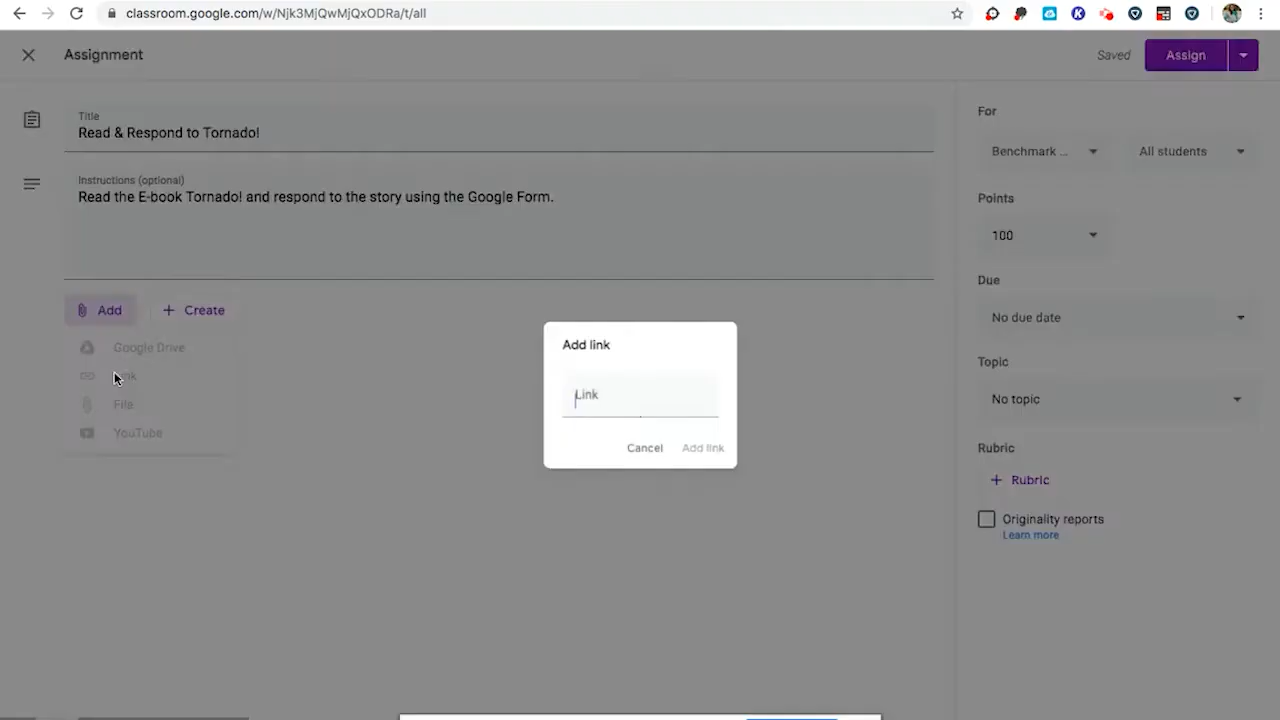 classroom.google.com/w/Njk3MjQwMjQxODRa/t/all
Assignment
Saved
Assign
Title
Read & Respond to Tornado!
Instructions (optional)
Read the E-book Tornado! and respond to the story using the Google Form.
Add
Create
Google Drive
Link
File
YouTube
Add link
Link
Cancel
Add link
For
Benchmark ...
All students
Points
100
Due
No due date
Topic
No topic
Rubric
Rubric
Originality reports
Learn more